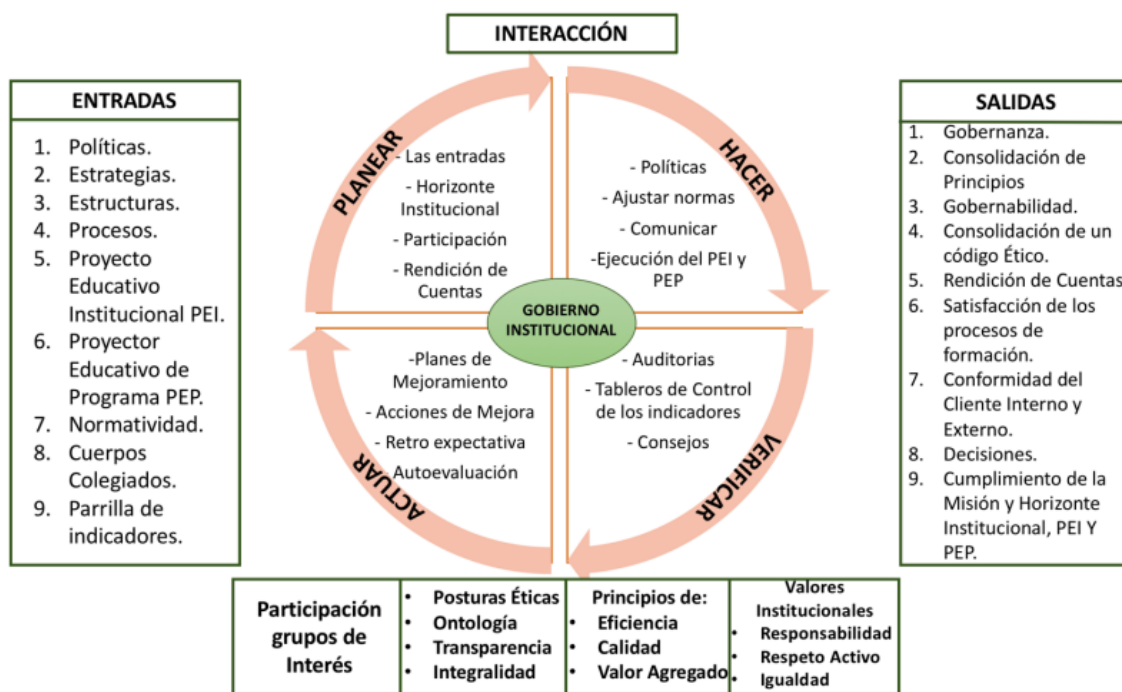 INTERACCIÓN
ENTRADAS
1. Políticas.
2. Estrategias.
3. Estructuras.
4. Procesos.
5. Proyecto
Educativo
Institucional PEI.
6. Proyector
Educativo de
Programa PEP.
7. Normatividad.
8. Cuerpos
Colegiados.
9. Parrilla de
indicadores.
PLANEAR
- Las entradas
- Horizonte
Institucional
- Participación
- Rendición de
Cuentas
HACER
- Políticas
- Ajustar normas
- Comunicar
-Ejecución del PEI y
PEP
GOBIERNO
INSTITUCIONAL
ACTUAR
-Planes de
Mejoramiento
- Acciones de Mejora
- Retro expectativa
- Autoevaluación
VERIFICAR
- Auditorias
- Tableros de Control
de los indicadores
- Consejos
SALIDAS
1. Gobernanza.
2. Consolidación de
Principios
3. Gobernabilidad.
4. Consolidación de un
código Ético.
5. Rendición de Cuentas
6. Satisfacción de los
procesos de
formación.
7. Conformidad del
Cliente Interno y
Externo.
8. Decisiones.
9. Cumplimiento de la
Misión y Horizonte
Institucional, PEI Y
PEP.
Participación
grupos de
Interés
• Posturas Éticas
• Ontología
• Transparencia
• Integralidad
Principios de:
• Eficiencia
• Calidad
• Valor Agregado
Valores
Institucionales
• Responsabilidad
• Respeto Activo
• Igualdad